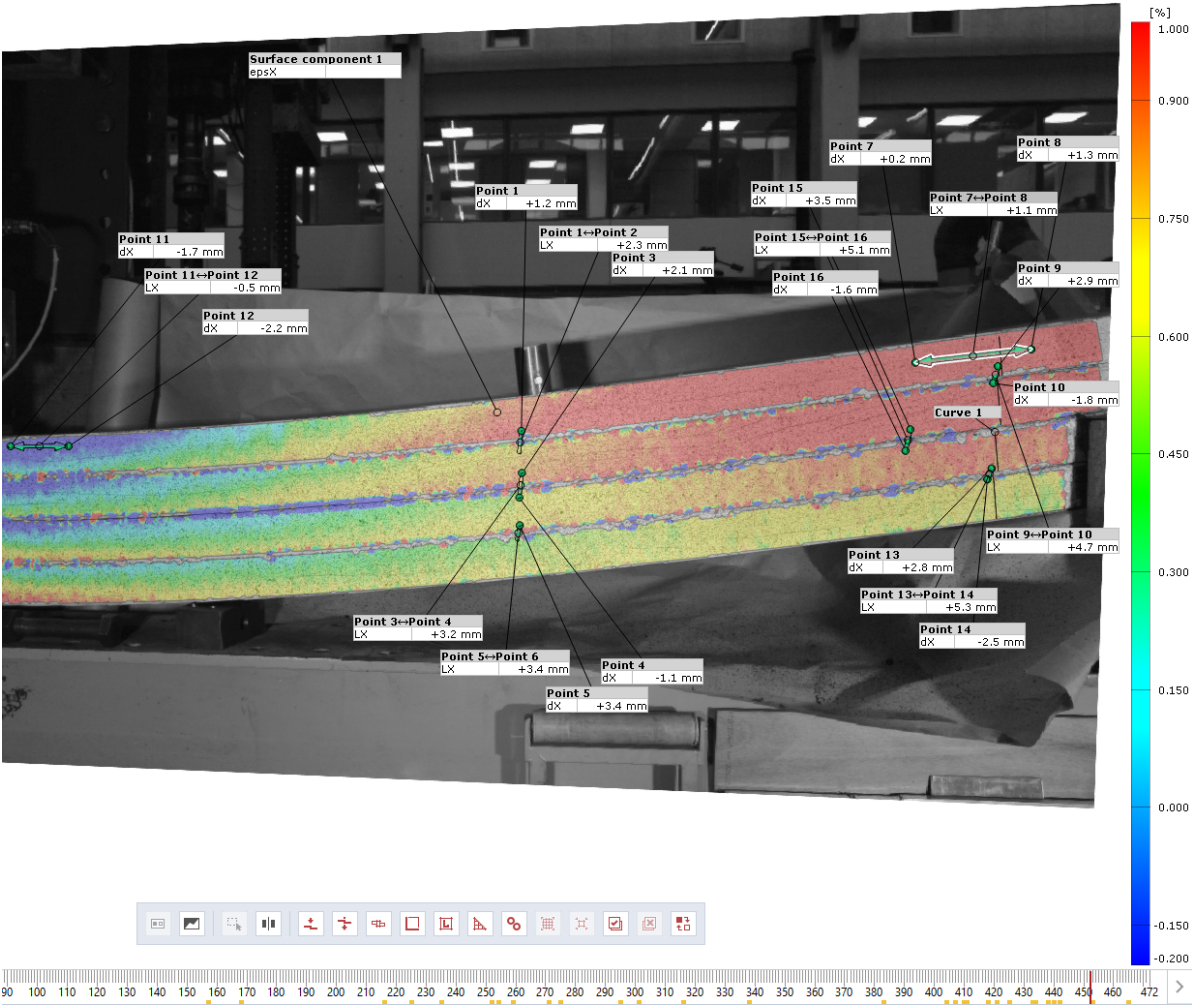 [%]
1.000
Surface component 1
epsX
0.900
Point 7
dX +0.2 mm
Point 8
dX +1.3 mm
Point 1
dX +1.2 mm
Point 15
dX +3.5 mm
Point 7↔Point 8
LX +1.1 mm
0.750
Point 11
dX -1.7 mm
Point 1↔Point 2
LX +2.3 mm
Point 15↔Point 16
LX +5.1 mm
Point 3
dX +2.1 mm
Point 11↔Point 12
LX -0.5 mm
Point 16
dX -1.6 mm
Point 9
dX +2.9 mm
Point 12
dX -2.2 mm
0.600
Point 10
dX -1.8 mm
Curve 1
0.450
Point 9↔Point 10
LX +4.7 mm
Point 13
dX +2.8 mm
0.300
Point 13↔Point 14
LX +5.3 mm
Point 3↔Point 4
LX +3.2 mm
Point 14
dX -2.5 mm
Point 5↔Point 6
LX +3.4 mm
Point 4
dX -1.1 mm
Point 5
dX +3.4 mm
0.150
0.000
-0.150
-0.200
90 100 110 120 130 140 150 160 170 180 190 200 210 220 230 240 250 260 270 280 290 300 310 320 330 340 350 360 370 380 390 400 410 420 430 440 450 460 472